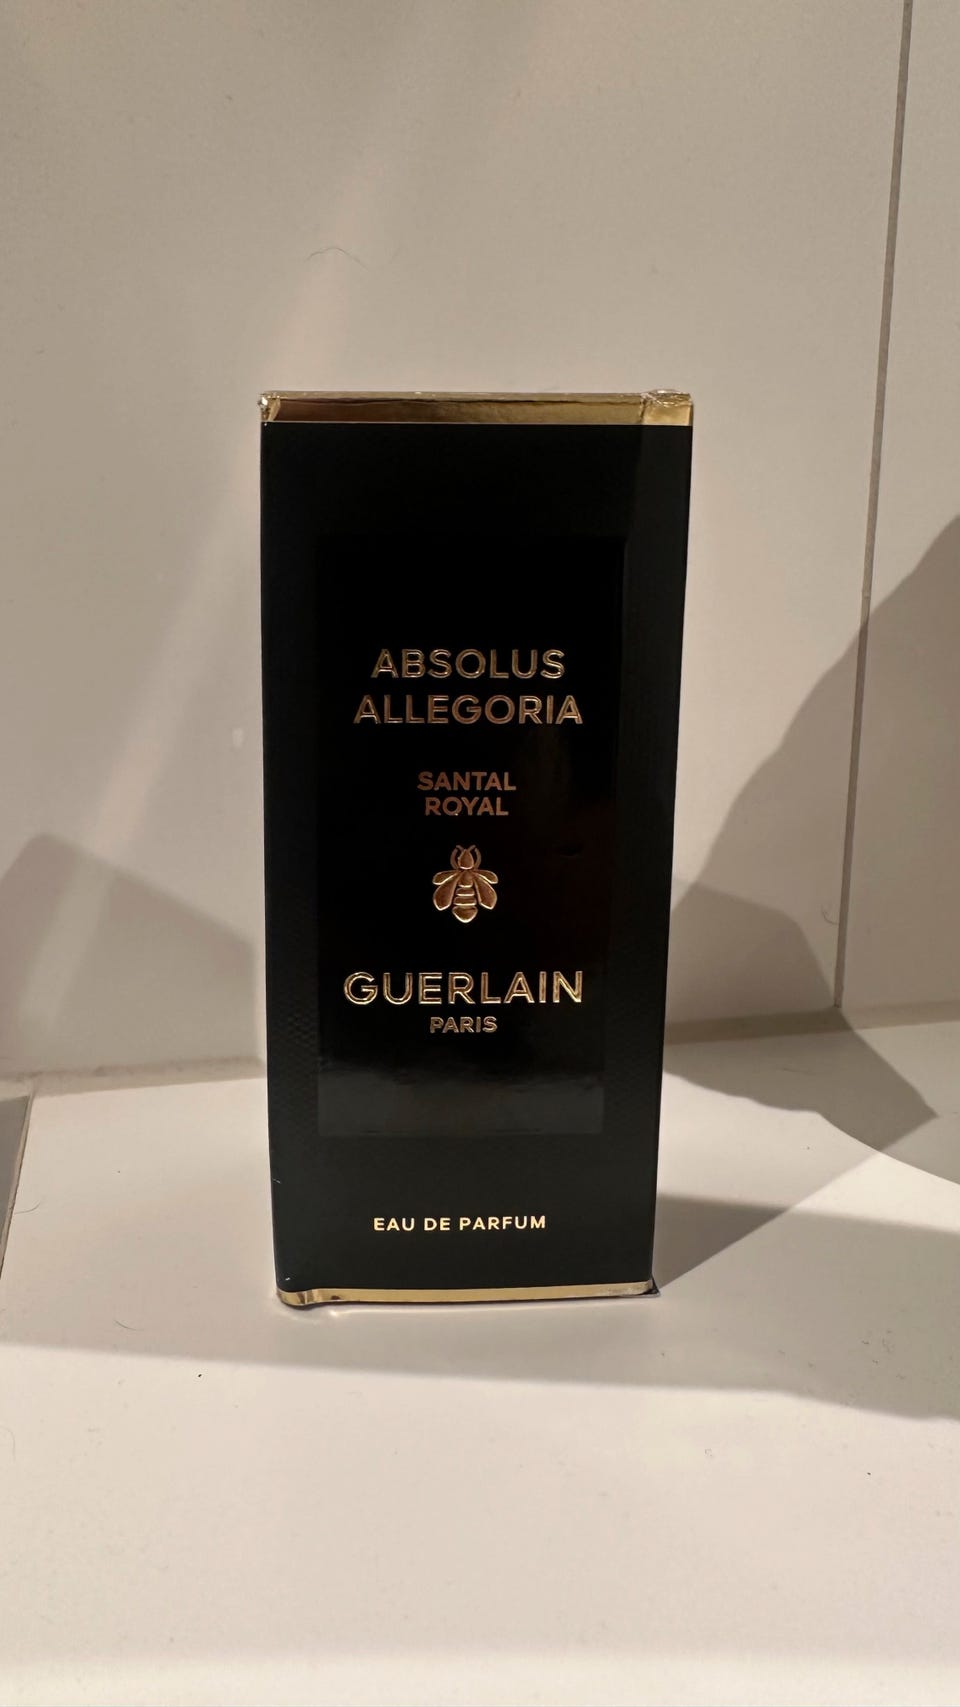 ABSOLUS
ALLEGORIA
SANTAL
ROYAL
GUERLAIN
PARIS
EAU DE PARFUM